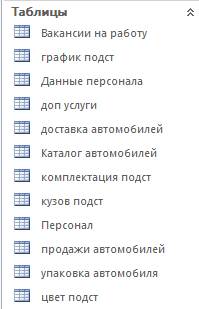 Таблицы
Вакансии на работу
график подст
Данные персонала
доп услуги
доставка автомобилей
Каталог автомобилей
комплектация подст
кузов подст
Персонал
продажи автомобилей
упаковка автомобиля
цвет подст